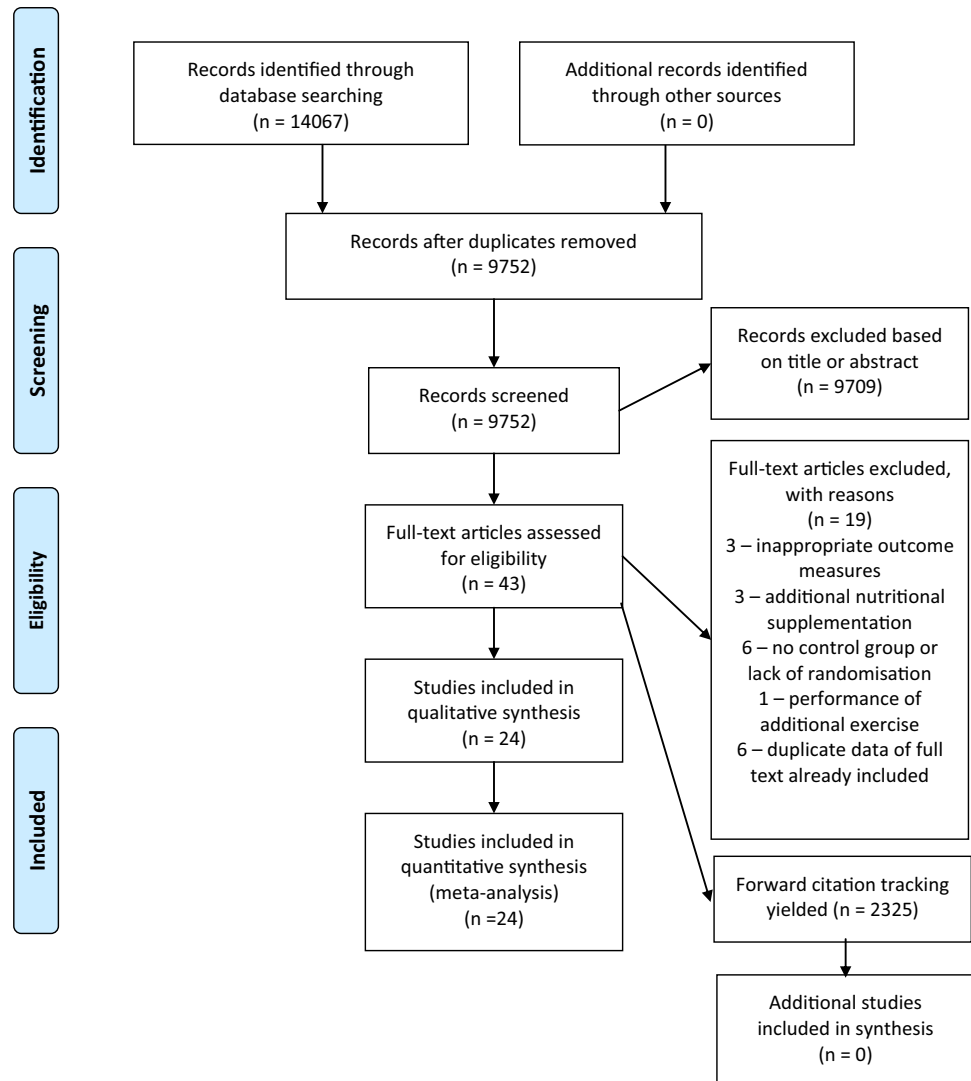 Identification
Records identified through
database searching
(n = 14067)
Additional records identified
through other sources
(n = 0)
Records after duplicates removed
(n = 9752)
Screening
Records screened
(n = 9752)
Records excluded based
on title or abstract
(n = 9709)
Eligibility
Full-text articles assessed
for eligibility
(n = 43)
Full-text articles excluded,
with reasons
(n = 19)
3 – inappropriate outcome
measures
3 – additional nutritional
supplementation
6 – no control group or
lack of randomisation
1 – performance of
additional exercise
6 – duplicate data of full
text already included
Studies included in
qualitative synthesis
(n = 24)
Included
Studies included in
quantitative synthesis
(meta-analysis)
(n =24)
Forward citation tracking
yielded (n = 2325)
Additional studies
included in synthesis
(n = 0)